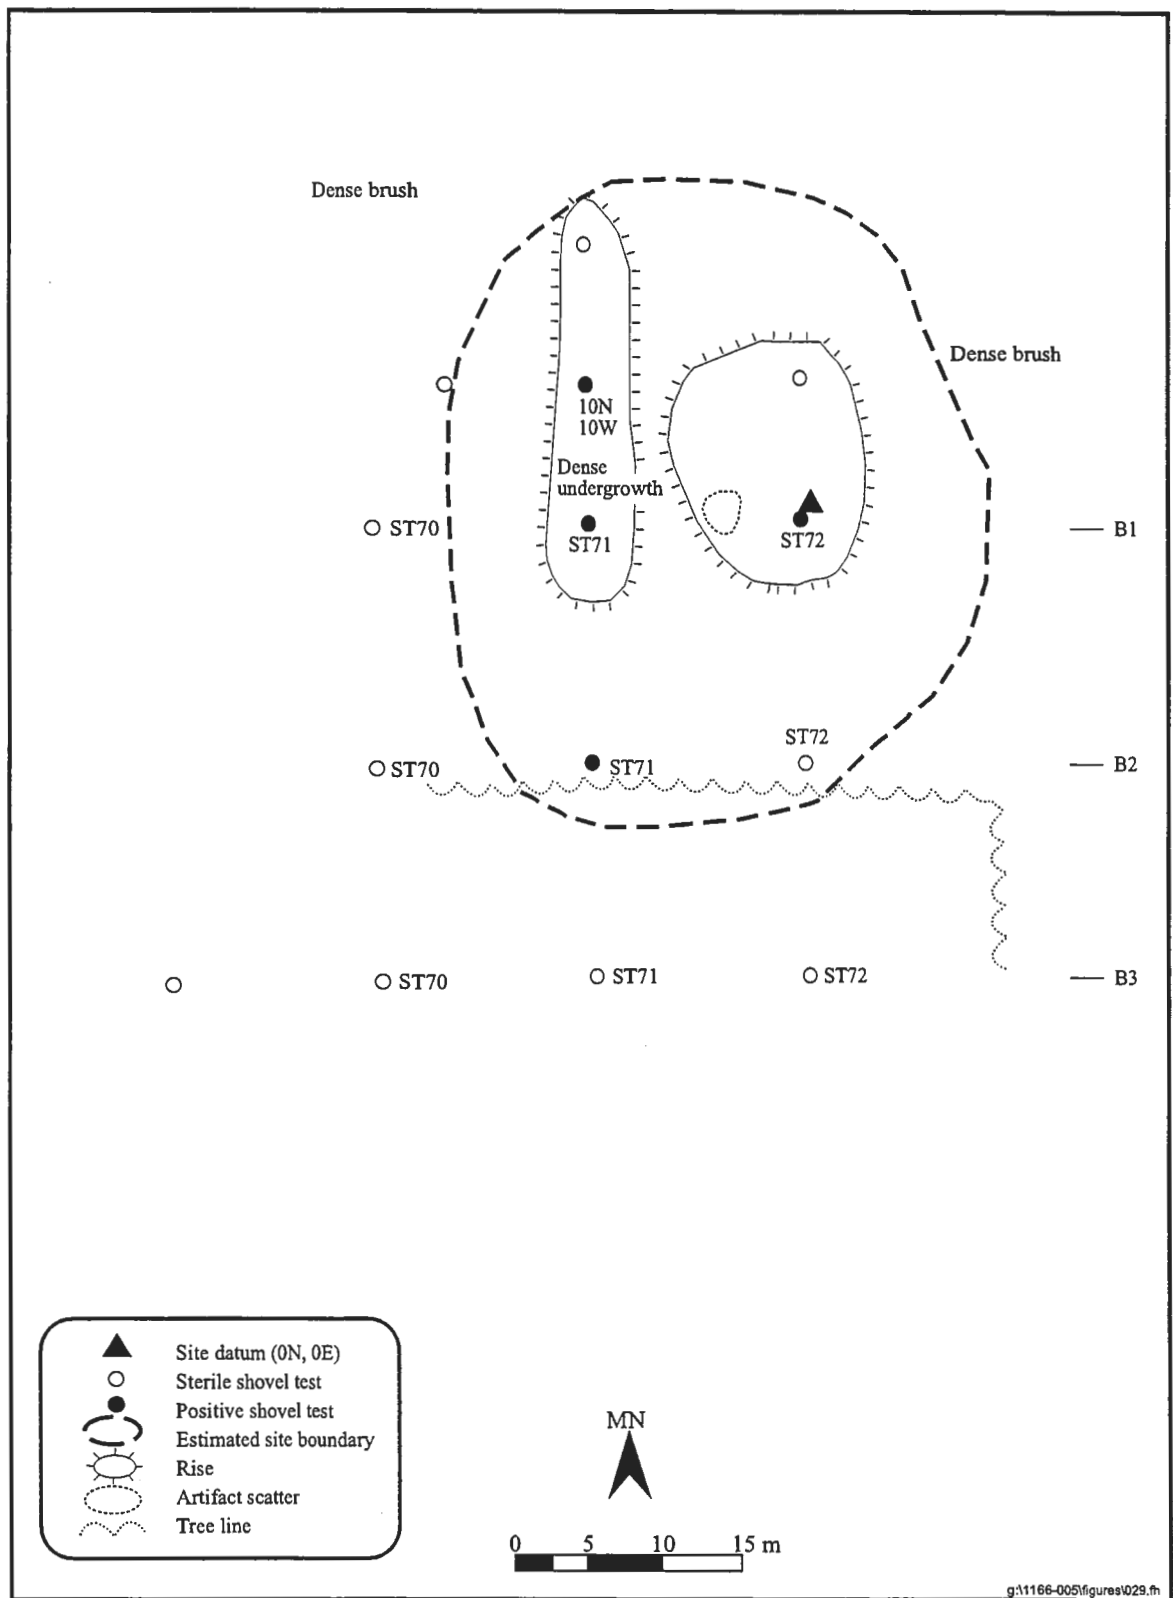 Dense brush
Dense brush
10N
10W
Dense
undergrowth
ST70
ST71
ST72
B1
ST72
ST70
ST71
B2
ST70
ST71
ST72
B3
Site datum (0N, 0E)
Sterile shovel test
Positive shovel test
Estimated site boundary
Rise
Artifact scatter
Tree line
MN
0 5 10 15 m
g:\1166-005\figures\029.fh